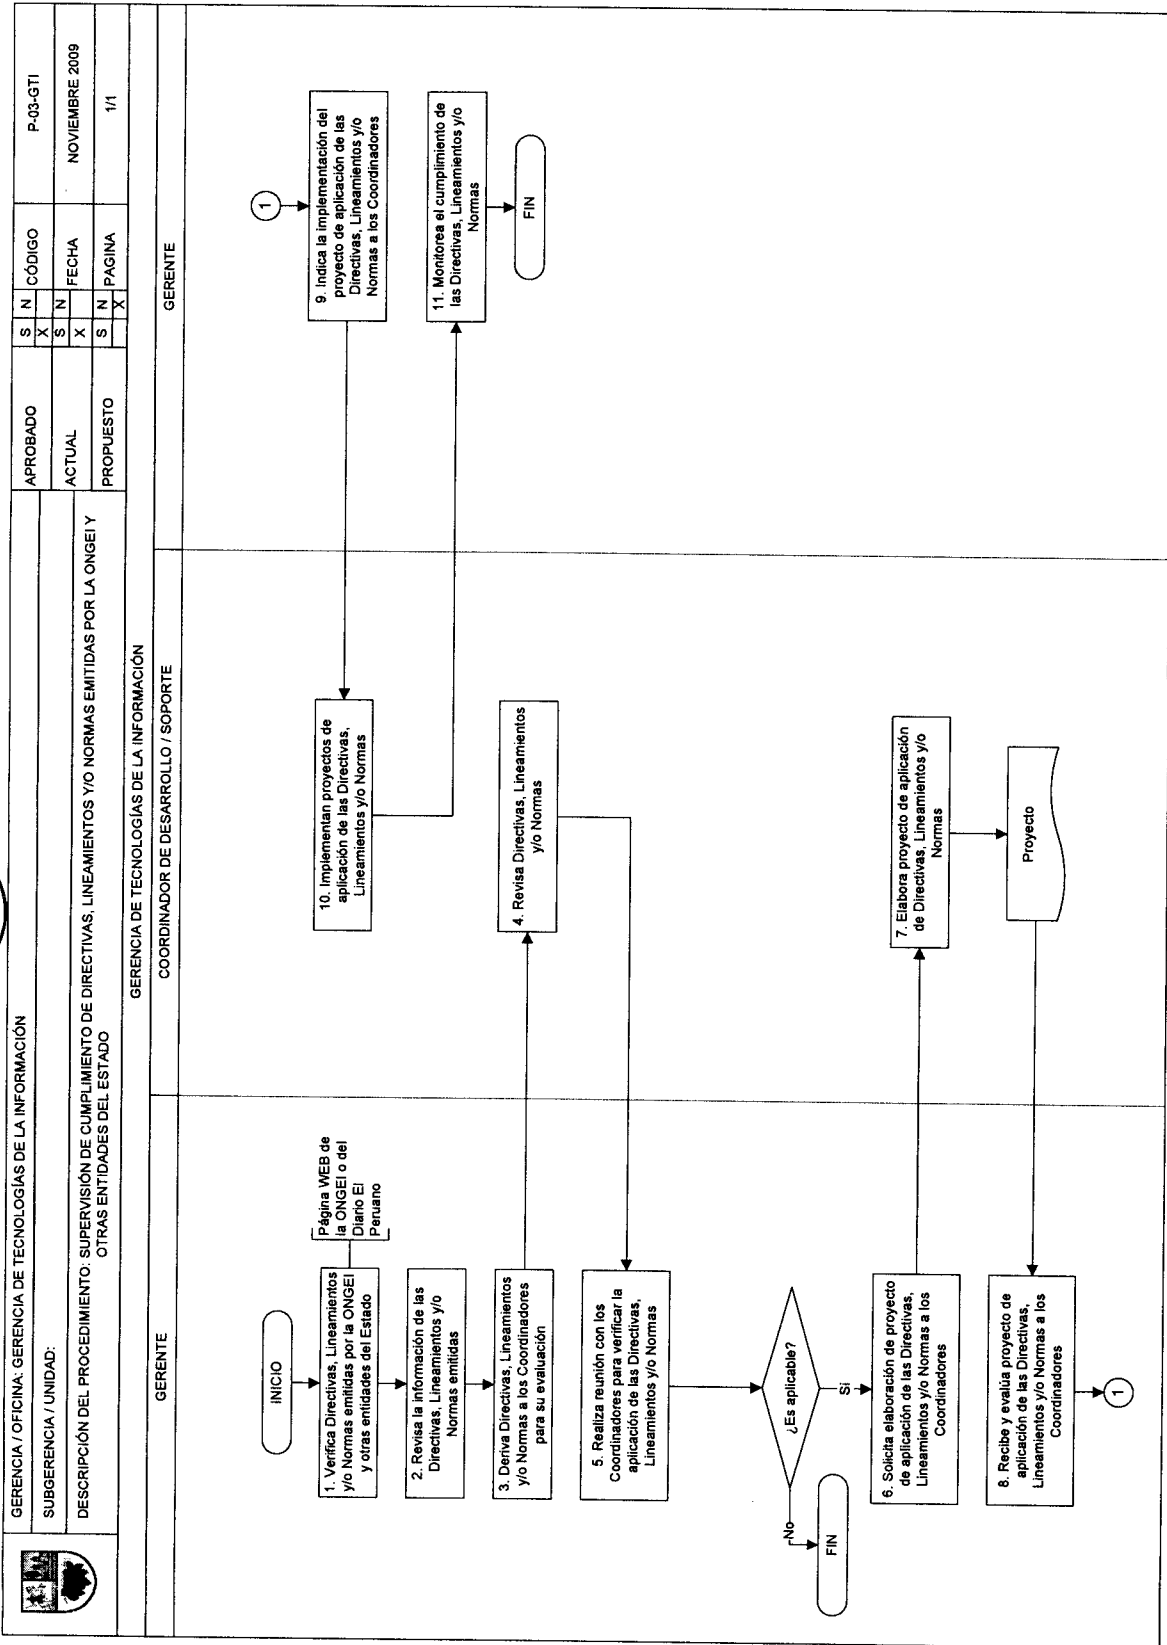 GERENCIA / OFICINA: GERENCIA DE TECNOLOGÍAS DE LA INFORMACIÓN
SUBGERENCIA / UNIDAD:
DESCRIPCIÓN DEL PROCEDIMIENTO: SUPERVISIÓN DE CUMPLIMIENTO DE DIRECTIVAS, LINEAMIENTOS Y/O NORMAS EMITIDAS POR LA ONGEI Y
OTRAS ENTIDADES DEL ESTADO
APROBADO S N CÓDIGO P-03-GTI
X
ACTUAL S N FECHA NOVIEMBRE 2009
X
PROPUESTO S N PAGINA 1/1
X
GERENCIA DE TECNOLOGÍAS DE LA INFORMACIÓN
GERENTE
COORDINADOR DE DESARROLLO / SOPORTE
GERENTE
INICIO
1. Verifica Directivas, Lineamientos
y/o Normas emitidas por la ONGEI
y otras entidades del Estado
Página WEB de
la ONGEI o del
Diario El
Peruano
2. Revisa la información de las
Directivas, Lineamientos y/o
Normas emitidas
3. Deriva Directivas, Lineamientos
y/o Normas a los Coordinadores
para su evaluación
4. Revisa Directivas, Lineamientos
y/o Normas
5. Realiza reunión con los
Coordinadores para verificar la
aplicación de las Directivas,
Lineamientos y/o Normas
¿Es aplicable?
No
FIN
Si
6. Solicita elaboración de proyecto
de aplicación de las Directivas,
Lineamientos y/o Normas a los
Coordinadores
7. Elabora proyecto de aplicación
de Directivas, Lineamientos y/o
Normas
Proyecto
8. Recibe y evalúa proyecto de
aplicación de las Directivas,
Lineamientos y/o Normas a los
Coordinadores
1
1
9. Indica la implementación del
proyecto de aplicación de las
Directivas, Lineamientos y/o
Normas a los Coordinadores
10. Implementan proyectos de
aplicación de las Directivas,
Lineamientos y/o Normas
11. Monitorea el cumplimiento de
las Directivas, Lineamientos y/o
Normas
FIN